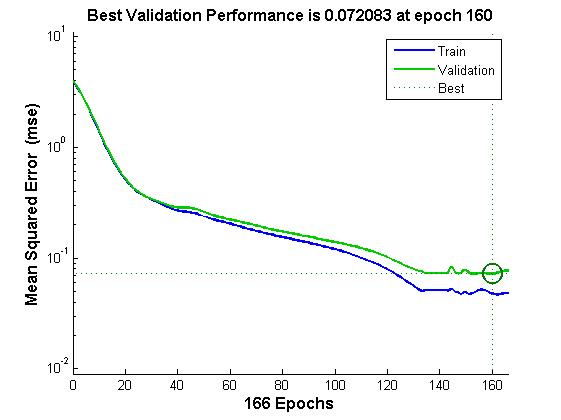 Best Validation Performance is 0.072083 at epoch 160
Train
Validation
Best
Mean Squared Error (mse)
10^1
10^0
10^-1
10^-2
0 20 40 60 80 100 120 140 160
166 Epochs